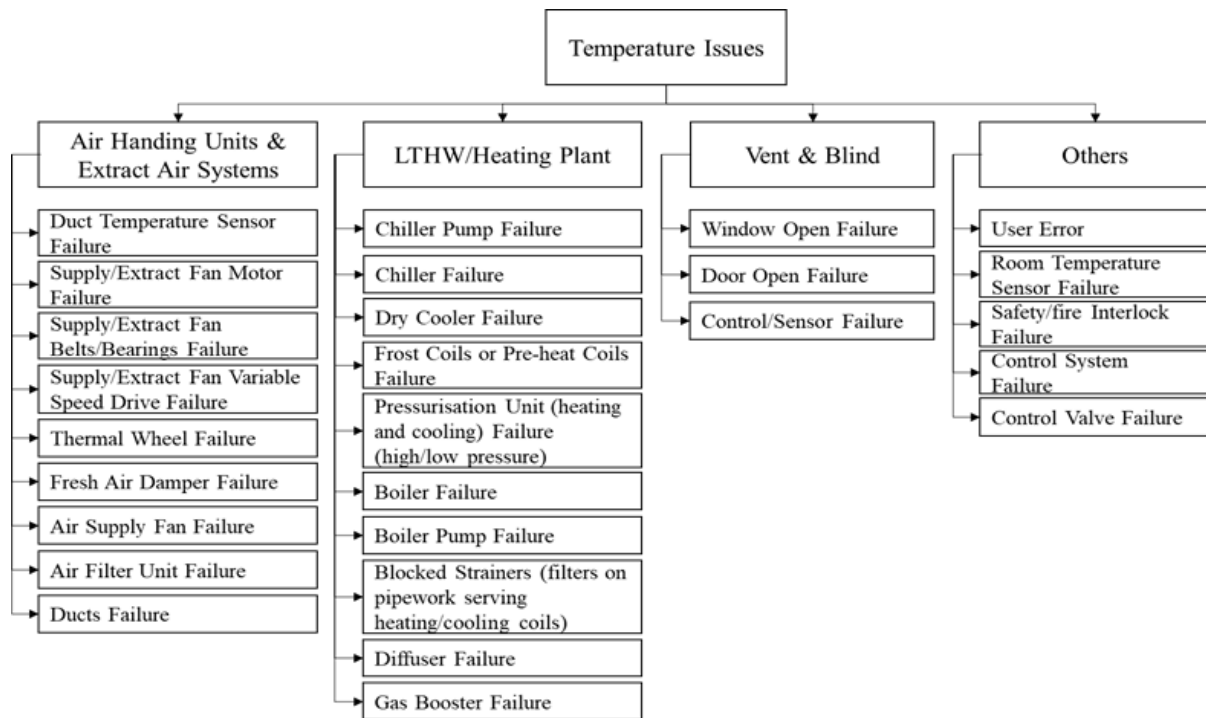 Temperature Issues
Air Handing Units &
Extract Air Systems
Duct Temperature Sensor
Failure
Supply/Extract Fan Motor
Failure
Supply/Extract Fan
Belts/Bearings Failure
Supply/Extract Fan Variable
Speed Drive Failure
Thermal Wheel Failure
Fresh Air Damper Failure
Air Supply Fan Failure
Air Filter Unit Failure
Ducts Failure
LTHW/Heating Plant
Chiller Pump Failure
Chiller Failure
Dry Cooler Failure
Frost Coils or Pre-heat Coils
Failure
Pressurisation Unit (heating
and cooling) Failure
(high/low pressure)
Boiler Failure
Boiler Pump Failure
Blocked Strainers (filters on
pipework serving
heating/cooling coils)
Diffuser Failure
Gas Booster Failure
Vent & Blind
Window Open Failure
Door Open Failure
Control/Sensor Failure
Others
User Error
Room Temperature
Sensor Failure
Safety/fire Interlock
Failure
Control System
Failure
Control Valve Failure